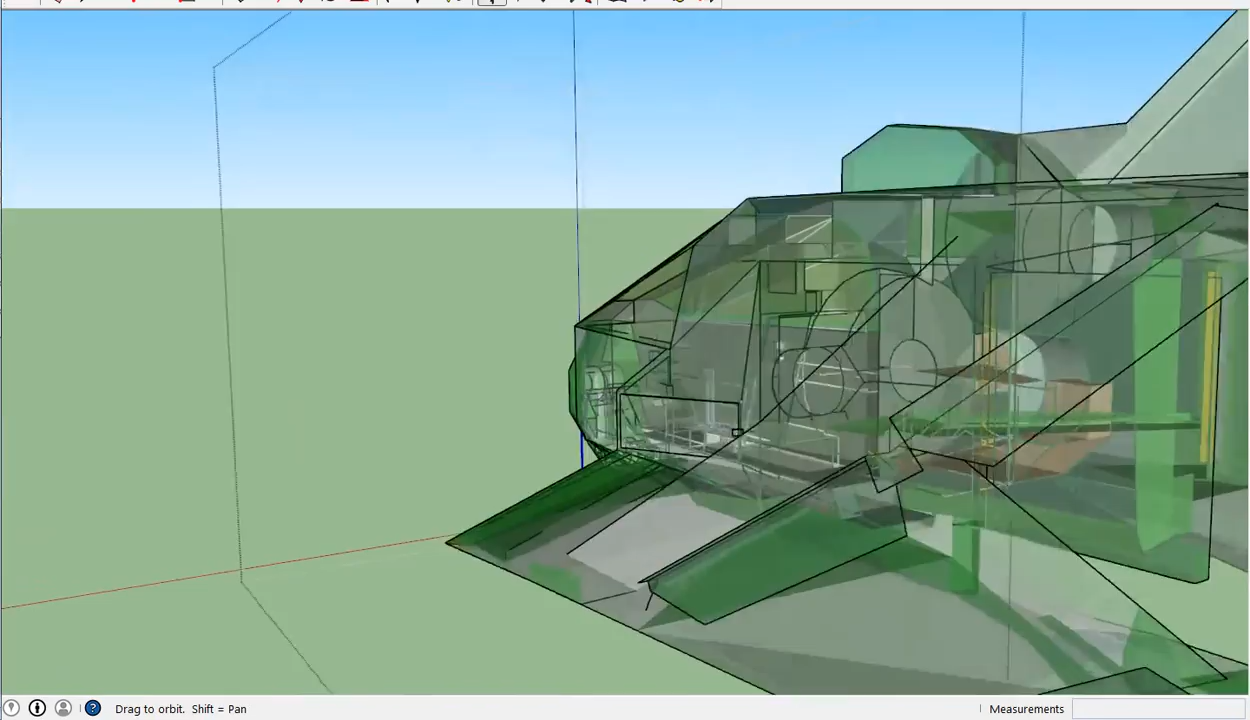 Drag to orbit. Shift = Pan
Measurements